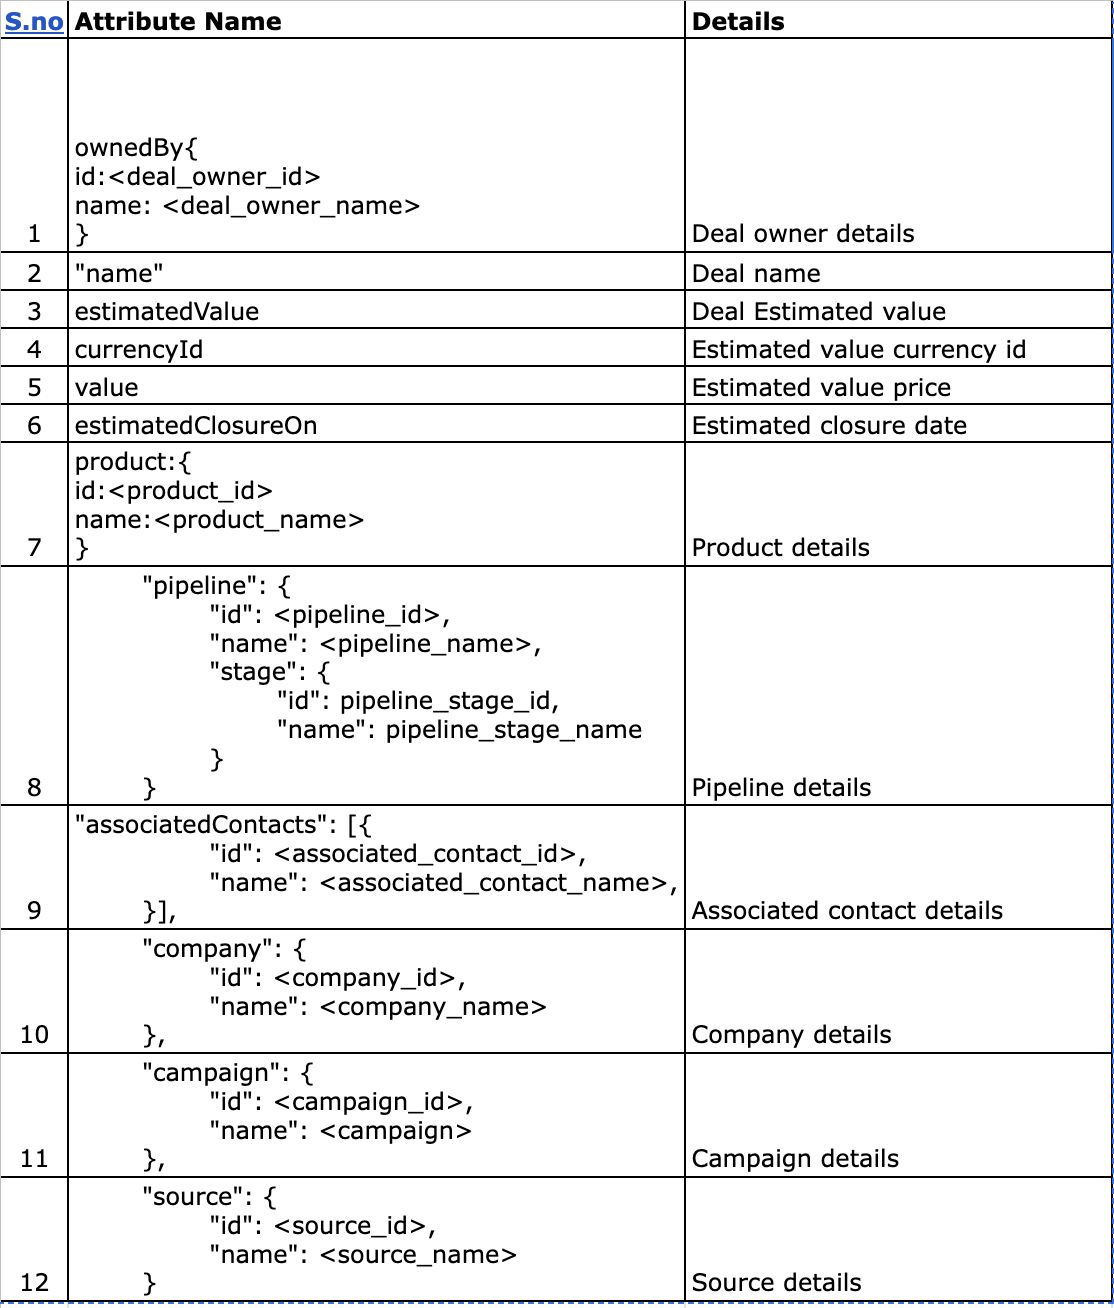 S.no Attribute Name Details
ownedBy{
id:<deal_owner_id>
name: <deal_owner_name>
1 } Deal owner details
2 "name" Deal name
3 estimatedValue Deal Estimated value
4 currencyId Estimated value currency id
5 value Estimated value price
6 estimatedClosureOn Estimated closure date
product:{
id:<product_id>
name:<product_name>
7 } Product details
"pipeline": {
"id": <pipeline_id>,
"name": <pipeline_name>,
"stage": {
"id": pipeline_stage_id,
"name": pipeline_stage_name
}
8 } Pipeline details
"associatedContacts": [{
"id": <associated_contact_id>,
"name": <associated_contact_name>,
9 }], Associated contact details
"company": {
"id": <company_id>,
"name": <company_name>
10 }, Company details
"campaign": {
"id": <campaign_id>,
"name": <campaign>
11 }, Campaign details
"source": {
"id": <source_id>,
"name": <source_name>
12 } Source details